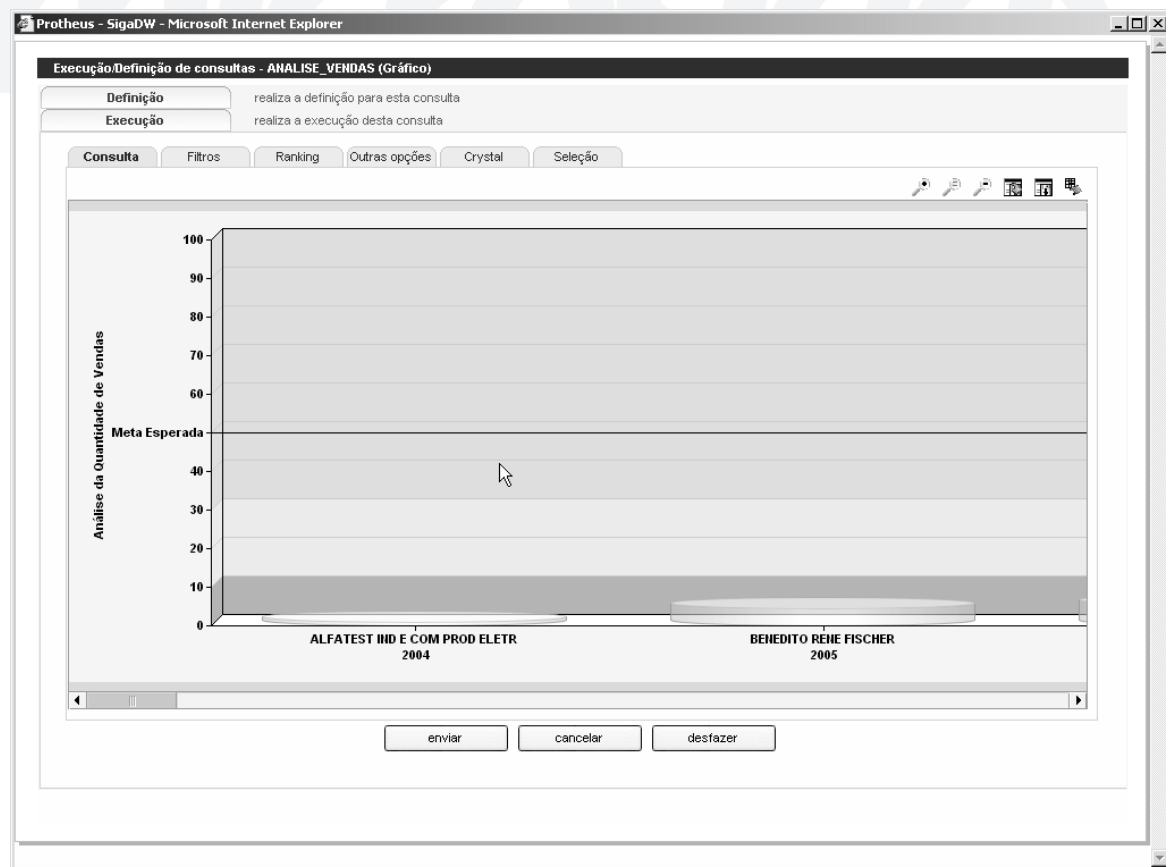 Protheus - SigaDW - Microsoft Internet Explorer
Execução/Definição de consultas - ANALISE_VENDAS (Gráfico)
Definição realiza a definição para esta consulta
Execução realiza a execução desta consulta
Consulta Filtros Ranking Outras opções Crystal Seleção
Análise da Quantidade de Vendas
100
90
80
70
60
Meta Esperada
40
30
20
10
0
ALFATEST IND E COM PROD ELETR BENEDITO RENE FISCHER
2004 2005
enviar cancelar desfazer